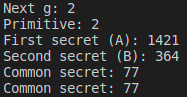 Next g: 2
Primitive: 2
First secret (A): 1421
Second secret (B): 364
Common secret: 77
Common secret: 77